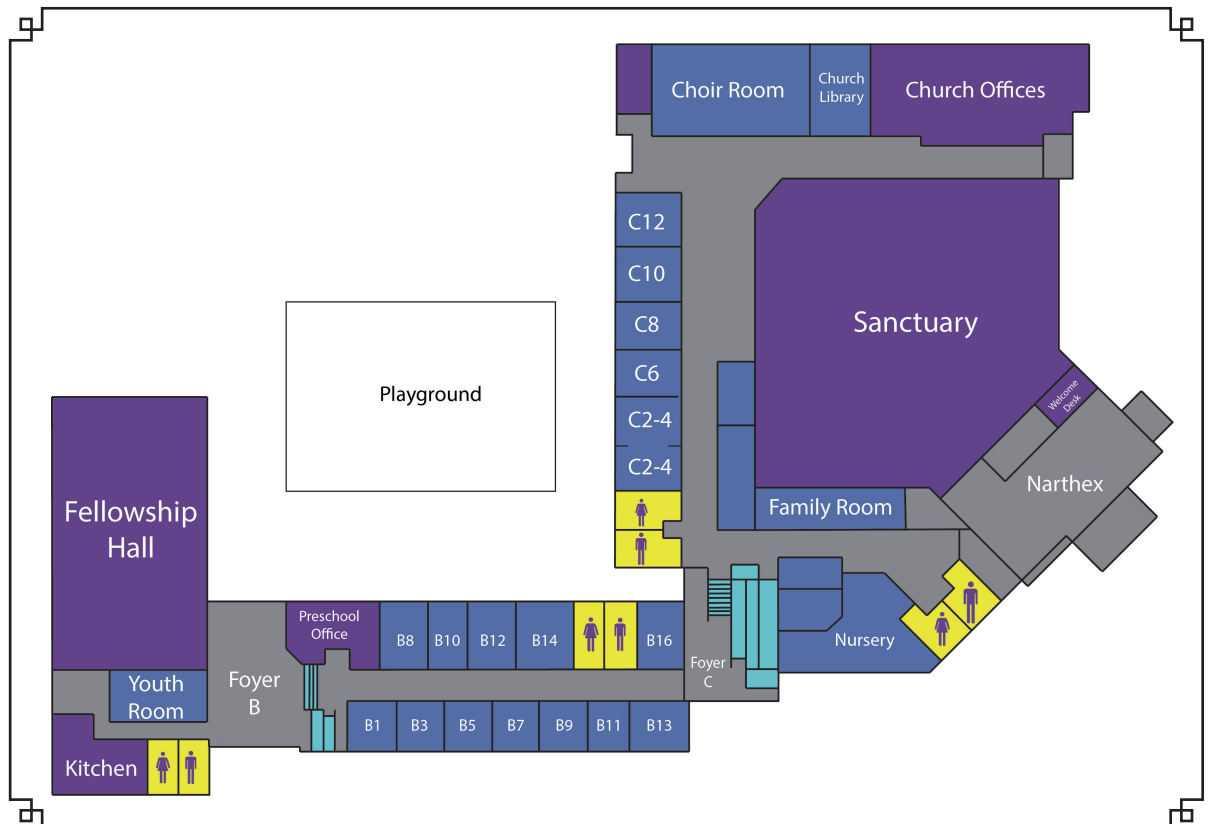 Choir Room
Church
Library
Church Offices
C12
C10
C8
C6
C2-4
C2-4
Sanctuary
Welcome
Desk
Narthex
Family Room
Playground
Fellowship
Hall
Preschool
Office
B8
B10
B12
B14
B16
Foyer
C
Nursery
Youth
Room
Foyer
B
B1
B3
B5
B7
B9
B11
B13
Kitchen